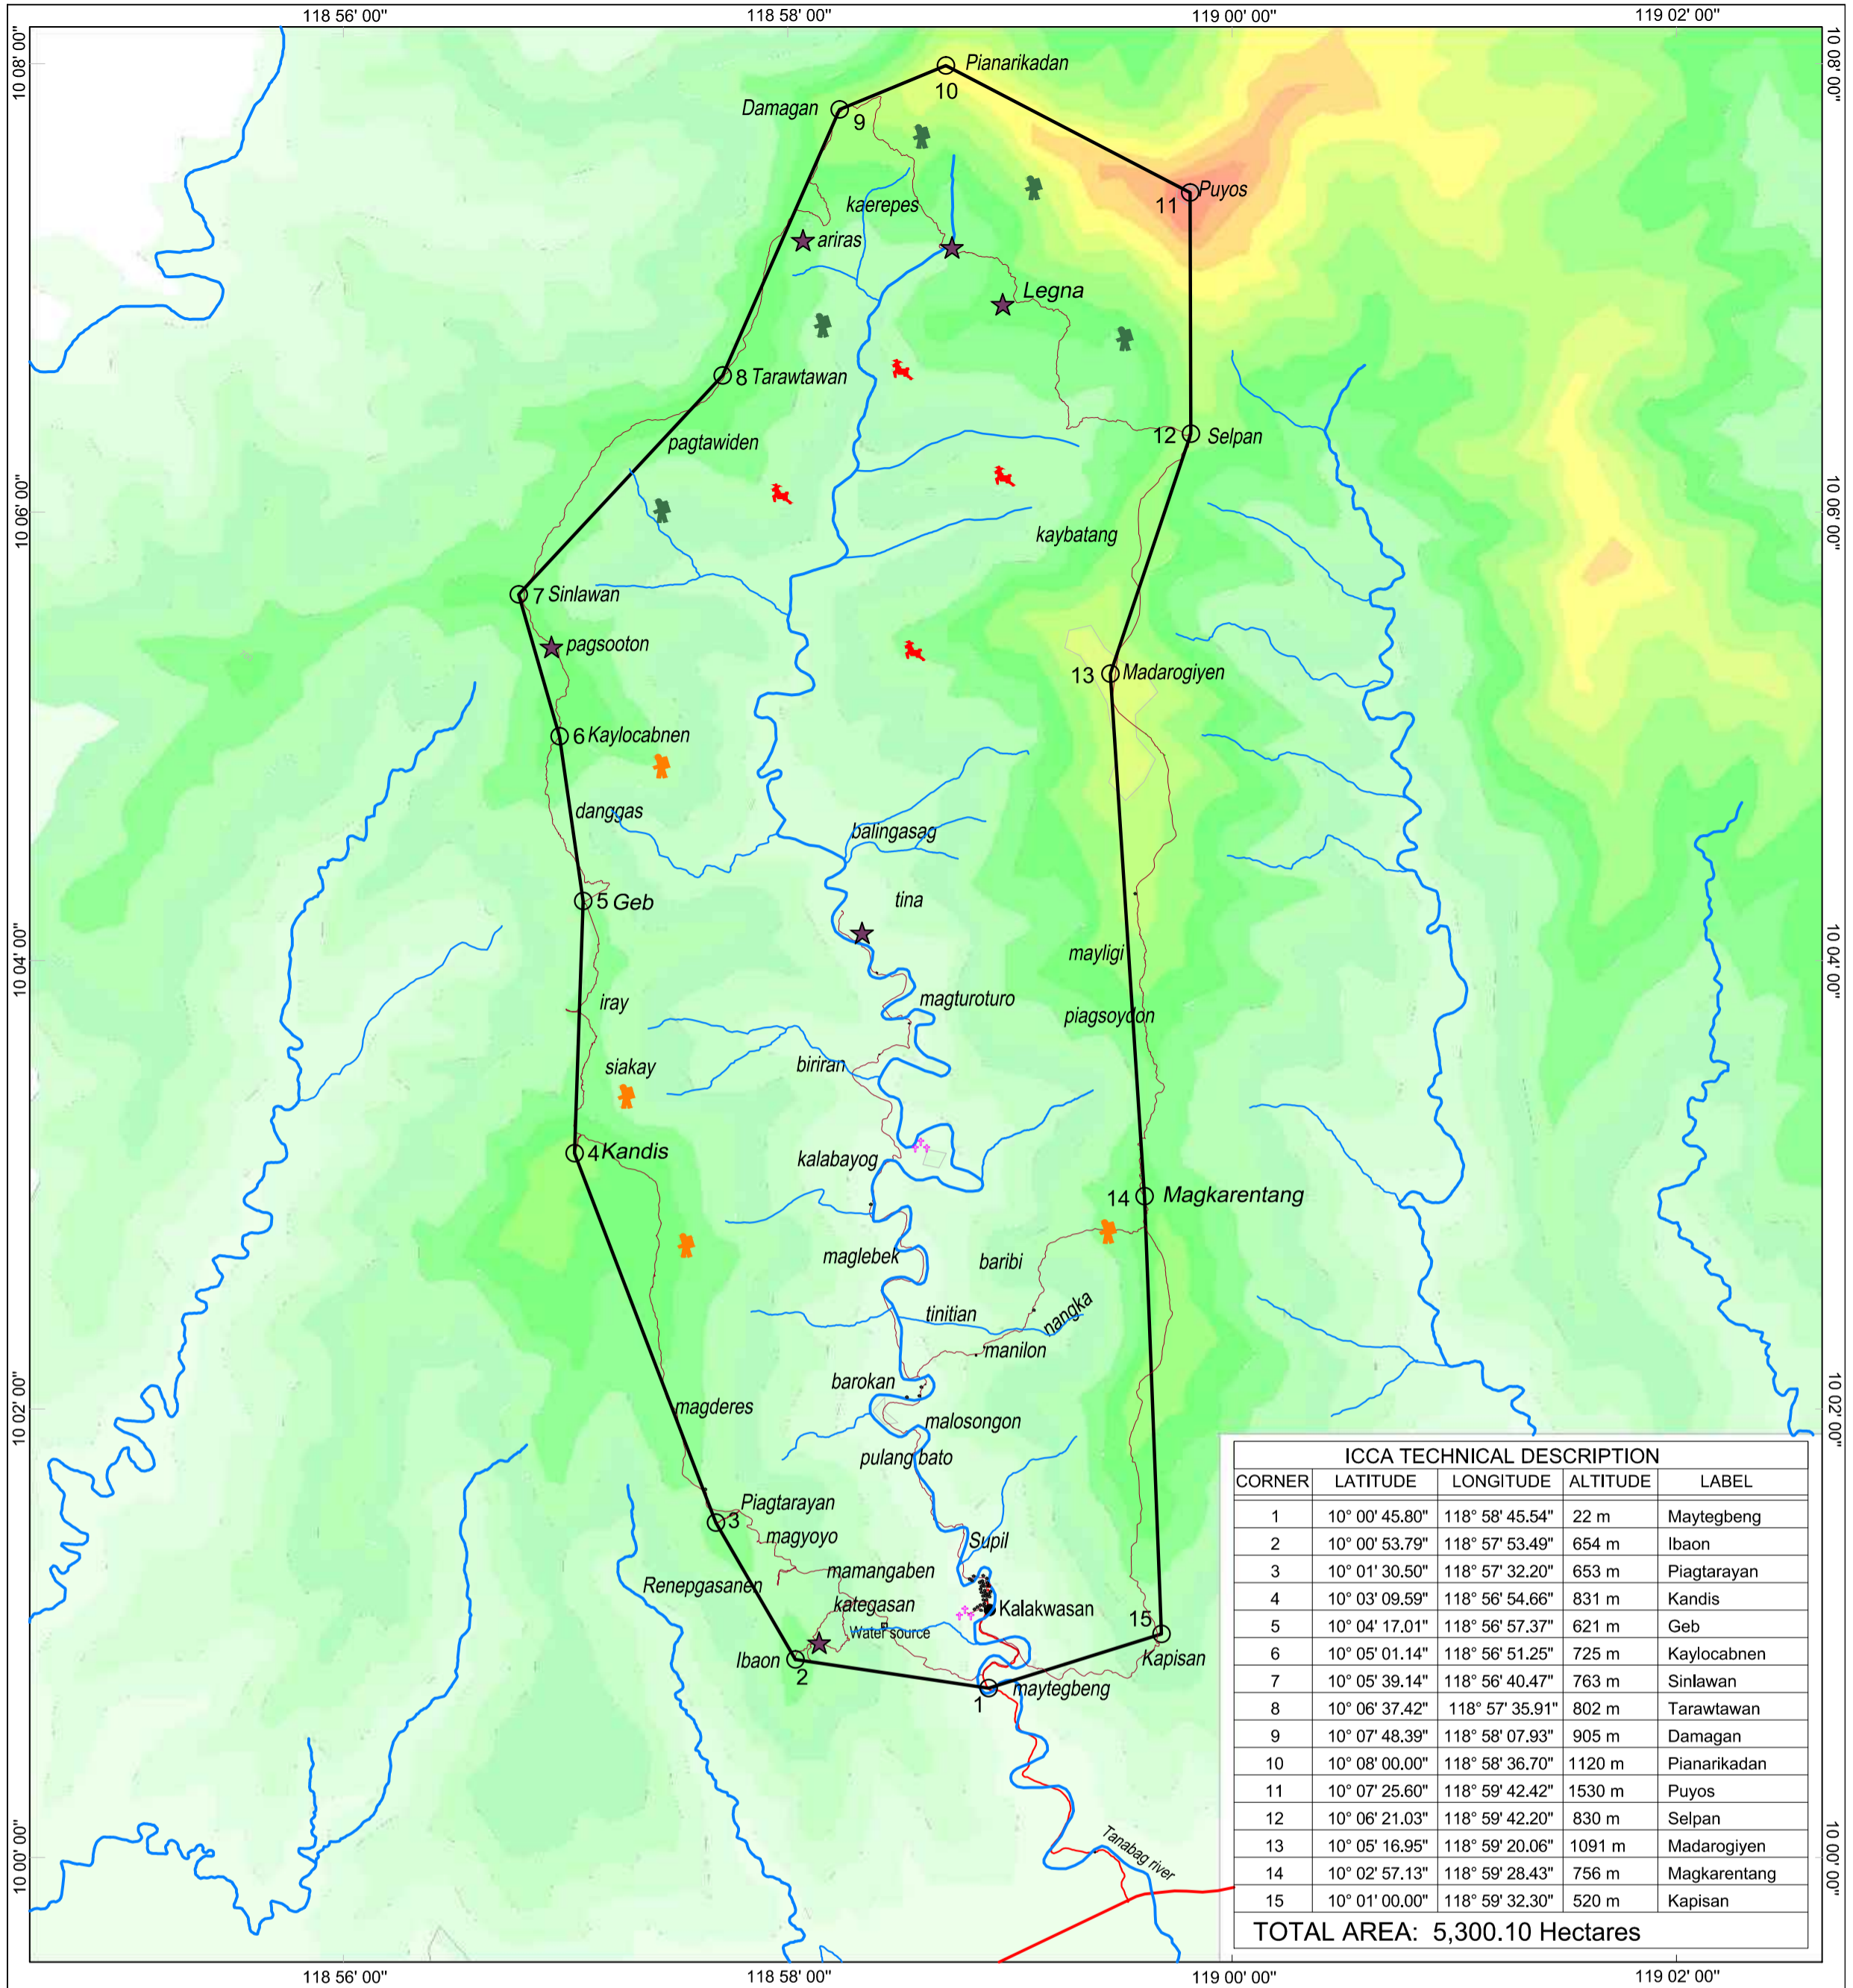 118 56' 00"
118 58' 00"
119 00' 00"
119 02' 00"
10 08' 00"
10 08' 00"
Pianarikadan
10
Damagan
9
Puyos
11
kaerepes
ariras
Legna
8 Tarawtawan
12
Selpan
pagtawiden
10 06' 00"
10 06' 00"
kaybatang
7 Sinlawan
pagsooton
13 Madarogiyen
6 Kaylocabnen
danggas
balingasag
5 Geb
tina
10 04' 00"
10 04' 00"
mayligi
iray
magturoturo
piagsoydon
siakay
biriran
4 Kandis
kalabayog
14 Magkarentang
maglebek
baribi
tinitian
nangka
manilon
barokan
10 02' 00"
10 02' 00"
magderes
malosongon
pulang bato
Piagtarayan
3
magyoyo
Supil
mamangaben
Renepgasanen
kategasan
Kalakwasan
15
Water source
Ibaon
2
Kapisan
1
maytegbeng
Tanabag river
10 00' 00"
10 00' 00"
ICCA TECHNICAL DESCRIPTION
CORNER LATITUDE LONGITUDE ALTITUDE LABEL
1 10° 00' 45.80" 118° 58' 45.54" 22 m Maytegbeng
2 10° 00' 53.79" 118° 57' 53.49" 654 m Ibaon
3 10° 01' 30.50" 118° 57' 32.20" 653 m Piagtarayan
4 10° 03' 09.59" 118° 56' 54.66" 831 m Kandis
5 10° 04' 17.01" 118° 56' 57.37" 621 m Geb
6 10° 05' 01.14" 118° 56' 51.25" 725 m Kaylocabnen
7 10° 05' 39.14" 118° 56' 40.47" 763 m Sinlawan
8 10° 06' 37.42" 118° 57' 35.91" 802 m Tarawtawan
9 10° 07' 48.39" 118° 58' 07.93" 905 m Damagan
10 10° 08' 00.00" 118° 58' 36.70" 1120 m Pianarikadan
11 10° 07' 25.60" 118° 59' 42.42" 1530 m Puyos
12 10° 06' 21.03" 118° 59' 42.20" 830 m Selpan
13 10° 05' 16.95" 118° 59' 20.06" 1091 m Madarogiyen
14 10° 02' 57.13" 118° 59' 28.43" 756 m Magkarentang
15 10° 01' 00.00" 118° 59' 32.30" 520 m Kapisan
TOTAL AREA: 5,300.10 Hectares
118 56' 00"
118 58' 00"
119 00' 00"
119 02' 00"